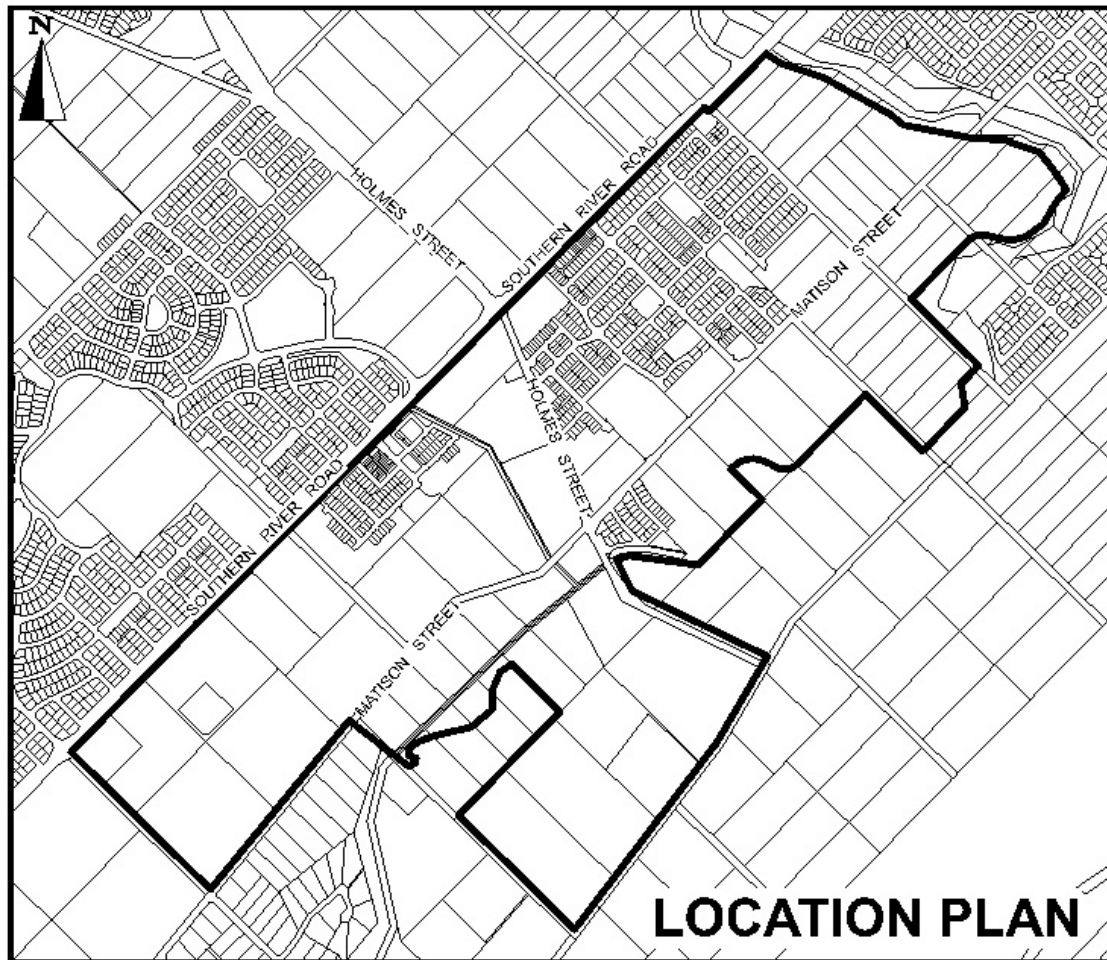 N
HOLMES STREET
SOUTHERN RIVER ROAD
MATISON STREET
HOLMES STREET
SOUTHERN RIVER ROAD
MATISON STREET
LOCATION PLAN